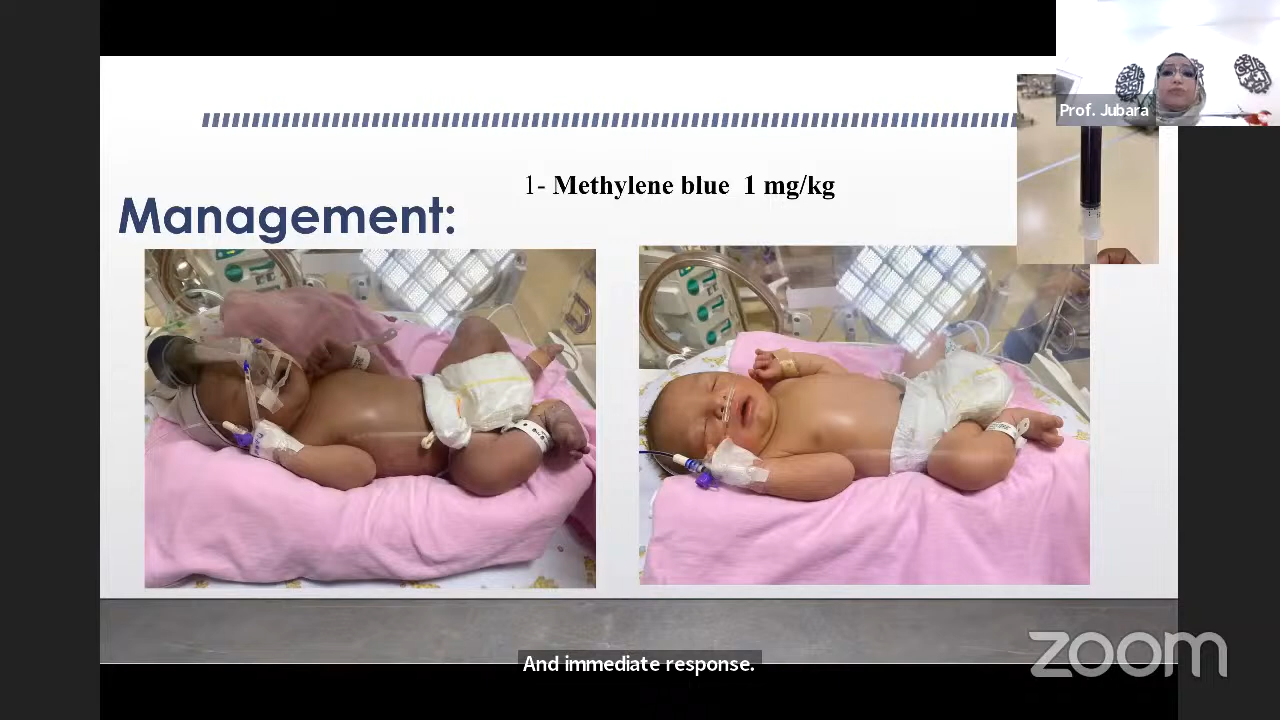 Prof. Jubara
1- Methylene blue 1 mg/kg
Management:
And immediate response.
zoom